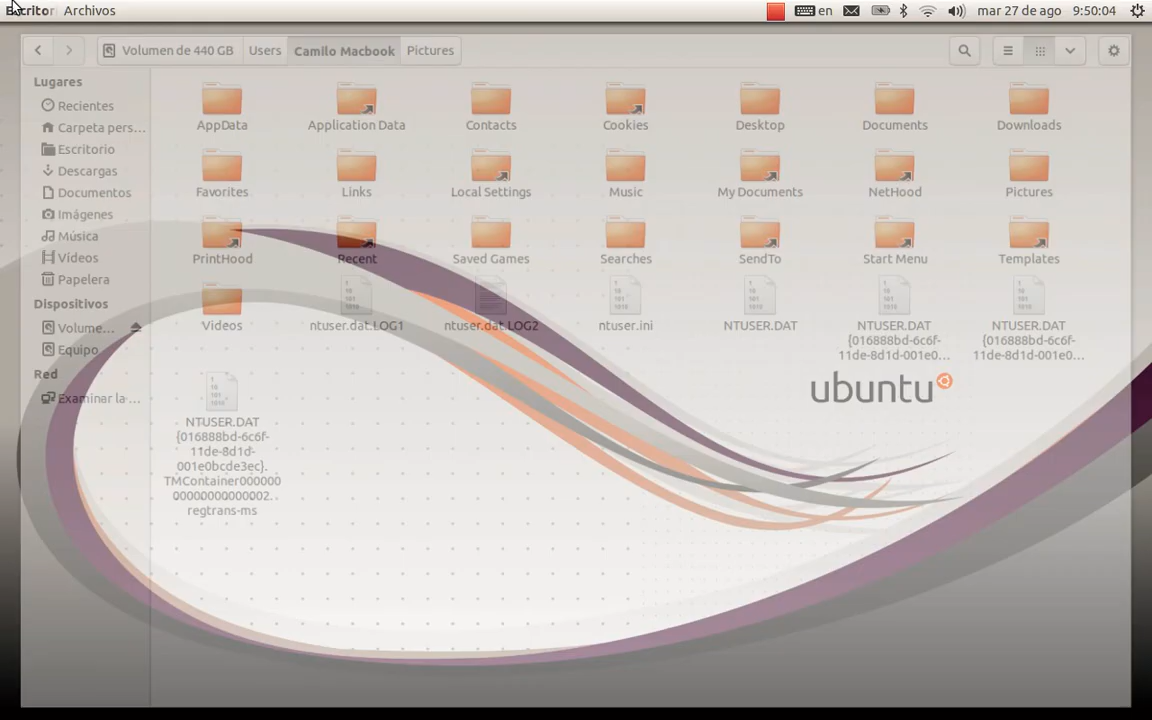 Escritor Archivos en mar 27 de ago 9:50:04
Volumen de 440 GB Users Camilo Macbook Pictures
Lugares
Recientes
Carpeta pers...
Escritorio
Descargas
Documentos
Imágenes
Música
Vídeos
Papelera
Dispositivos
Volume...
Equipo
Red
Examinar la ...
AppData Application Data Contacts Cookies Desktop Documents Downloads
Favorites Links Local Settings Music My Documents NetHood Pictures
PrintHood Recent Saved Games Searches SendTo Start Menu Templates
Videos ntuser.dat.LOG1 ntuser.dat.LOG2 ntuser.ini NTUSER.DAT
NTUSER.DAT
{016888bd-6c6f-
11de-8d1d-001e0...
NTUSER.DAT
{016888bd-6c6f-
11de-8d1d-001e0...
NTUSER.DAT
{016888bd-6c6f-
11de-8d1d-
001e0bcde3ec}.
TMContainer000000
00000000000002..
regtrans-ms
ubuntu